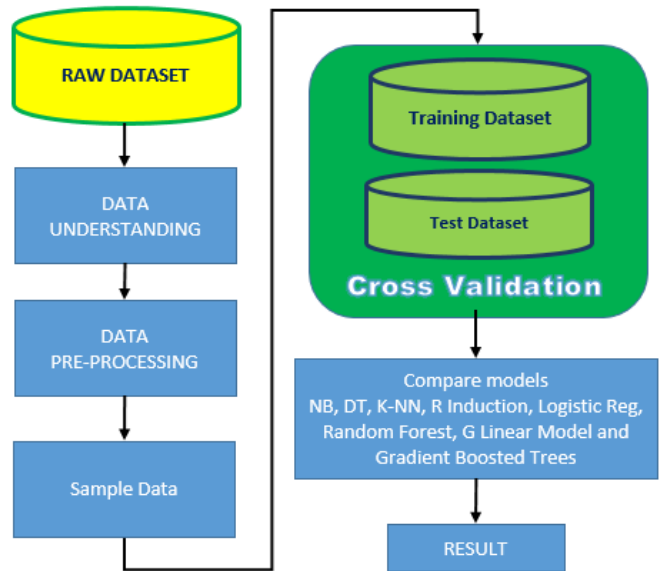 RAW DATASET
DATA
UNDERSTANDING
DATA
PRE-PROCESSING
Sample Data
Training Dataset
Test Dataset
Cross Validation
Compare models
NB, DT, K-NN, R Induction, Logistic Reg,
Random Forest, G Linear Model and
Gradient Boosted Trees
RESULT